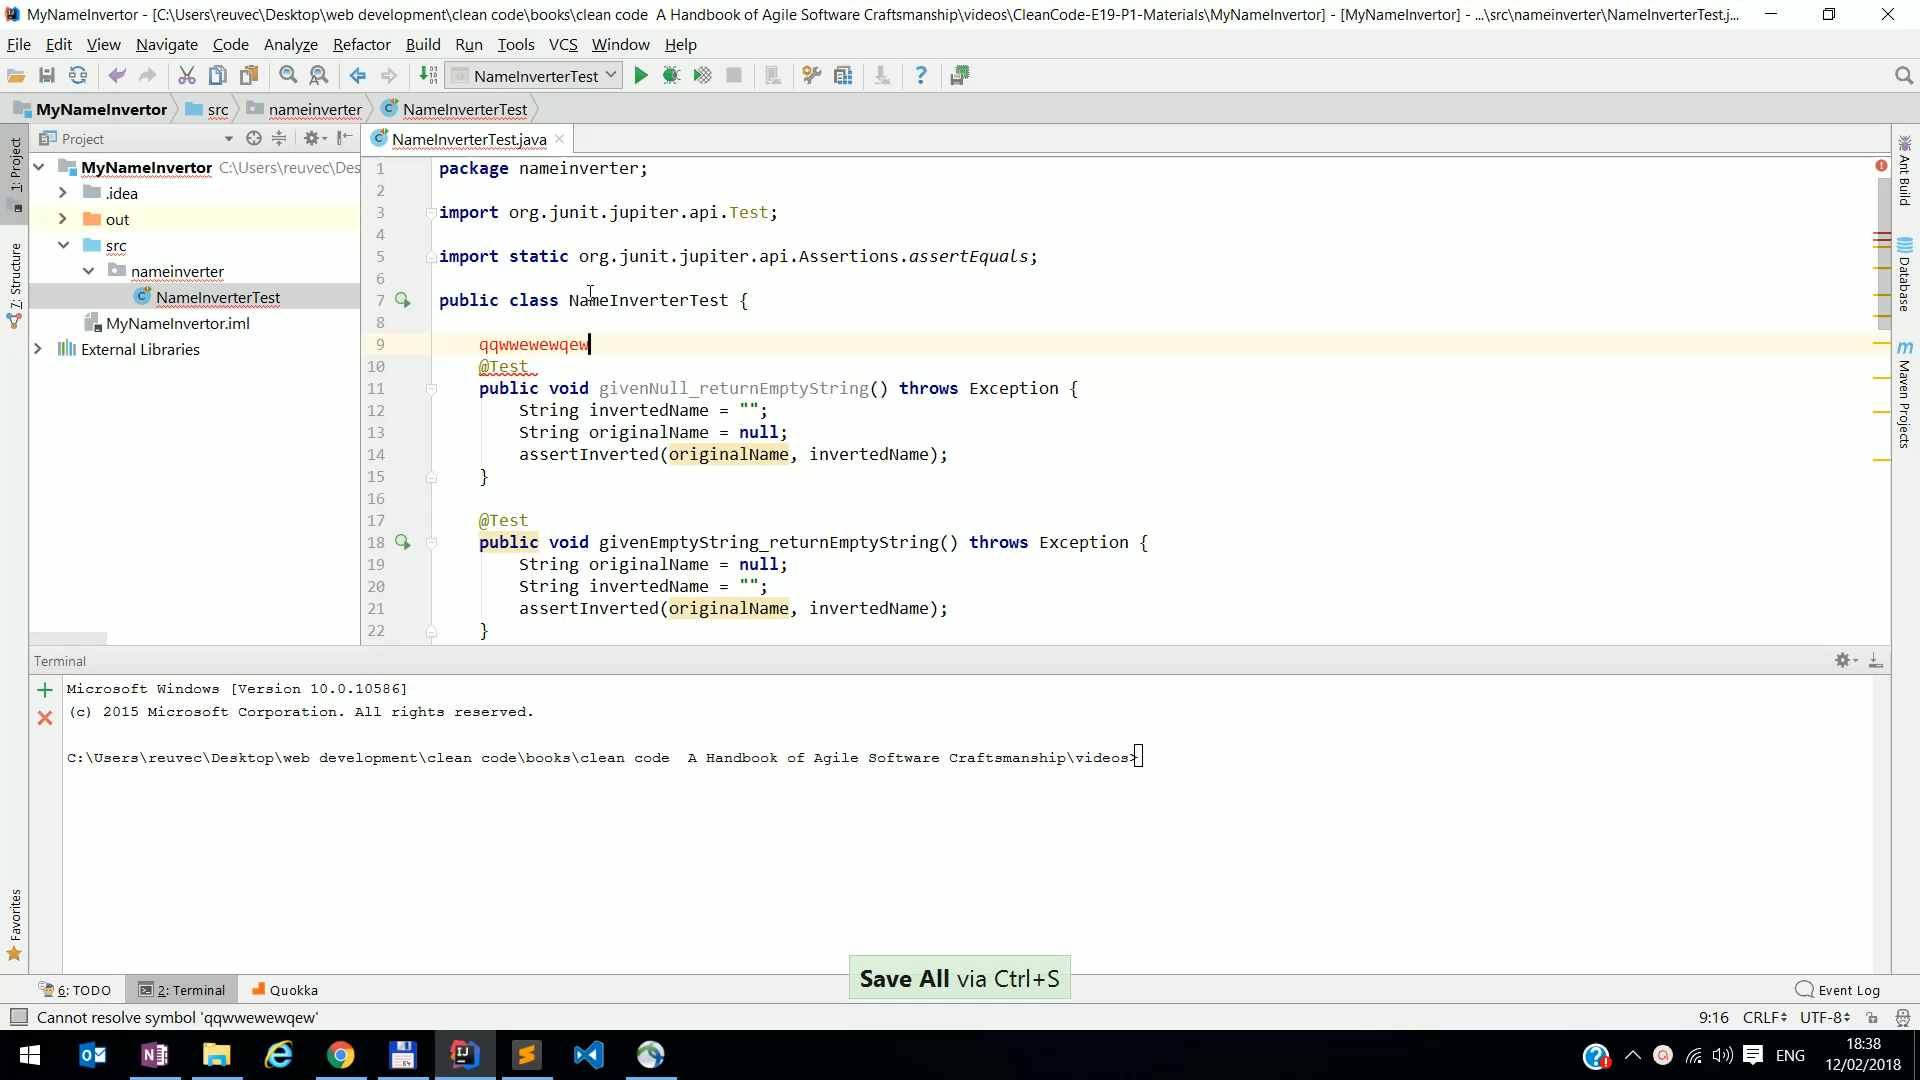 MyNameInvertor - [C:\Users\reuvec\Desktop\web development\clean code\books\clean code  A Handbook of Agile Software Craftsmanship\videos\CleanCode-E19-P1-Materials\MyNameInvertor] - [MyNameInvertor] - ...\src\nameinverter\NameInverterTest.j...
File Edit View Navigate Code Analyze Refactor Build Run Tools VCS Window Help
NameInverterTest
MyNameInvertor src nameinverter NameInverterTest
Project
NameInverterTest.java
1: Project
7: Structure
Favorites
MyNameInvertor C:\Users\reuvec\Des
.idea
out
src
nameinverter
NameInverterTest
MyNameInvertor.iml
External Libraries
1 package nameinverter;
2
3 import org.junit.jupiter.api.Test;
4
5 import static org.junit.jupiter.api.Assertions.assertEquals;
6
7 public class NameInverterTest {
8
9 qqwwewewqew
10 @Test
11 public void givenNull_returnEmptyString() throws Exception {
12 String invertedName = "";
13 String originalName = null;
14 assertInverted(originalName, invertedName);
15 }
16
17 @Test
18 public void givenEmptyString_returnEmptyString() throws Exception {
19 String originalName = null;
20 String invertedName = "";
21 assertInverted(originalName, invertedName);
22 }
Ant Build
Database
Maven Projects
Terminal
Microsoft Windows [Version 10.0.10586]
(c) 2015 Microsoft Corporation. All rights reserved.
C:\Users\reuvec\Desktop\web development\clean code\books\clean code  A Handbook of Agile Software Craftsmanship\videos>
Save All via Ctrl+S
6: TODO 2: Terminal Quokka Event Log
Cannot resolve symbol 'qqwwewewqew' 9:16 CRLF UTF-8
ENG
18:38
12/02/2018